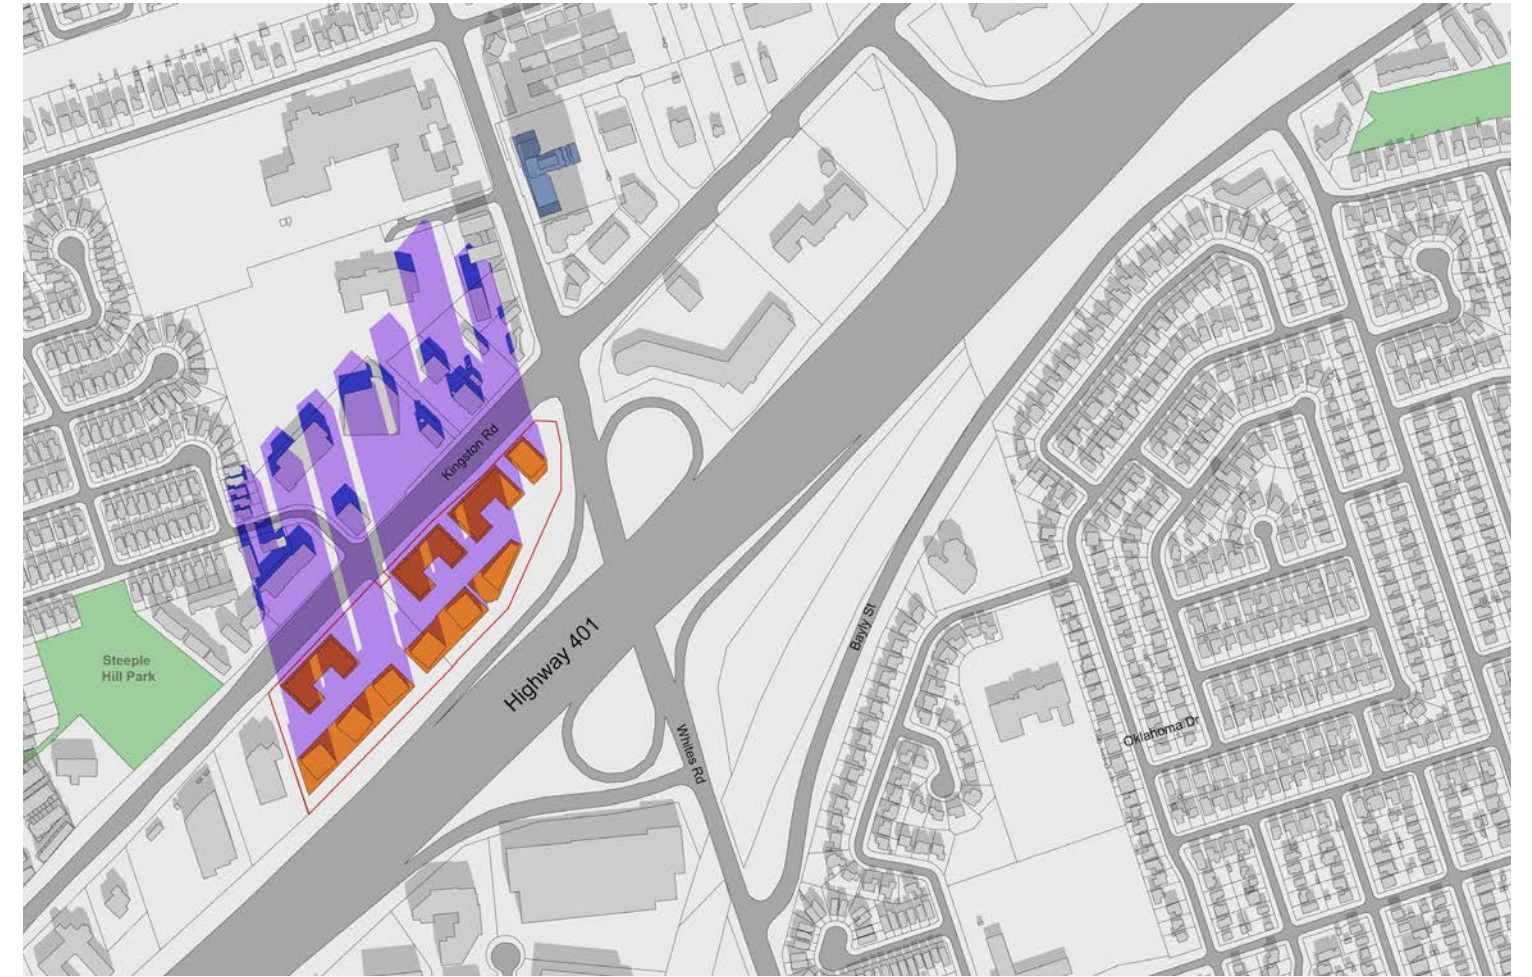 Kingston Rd
Steeple
Hill Park
Highway 401
Bayly St
Whites Rd
Oklahoma Dr